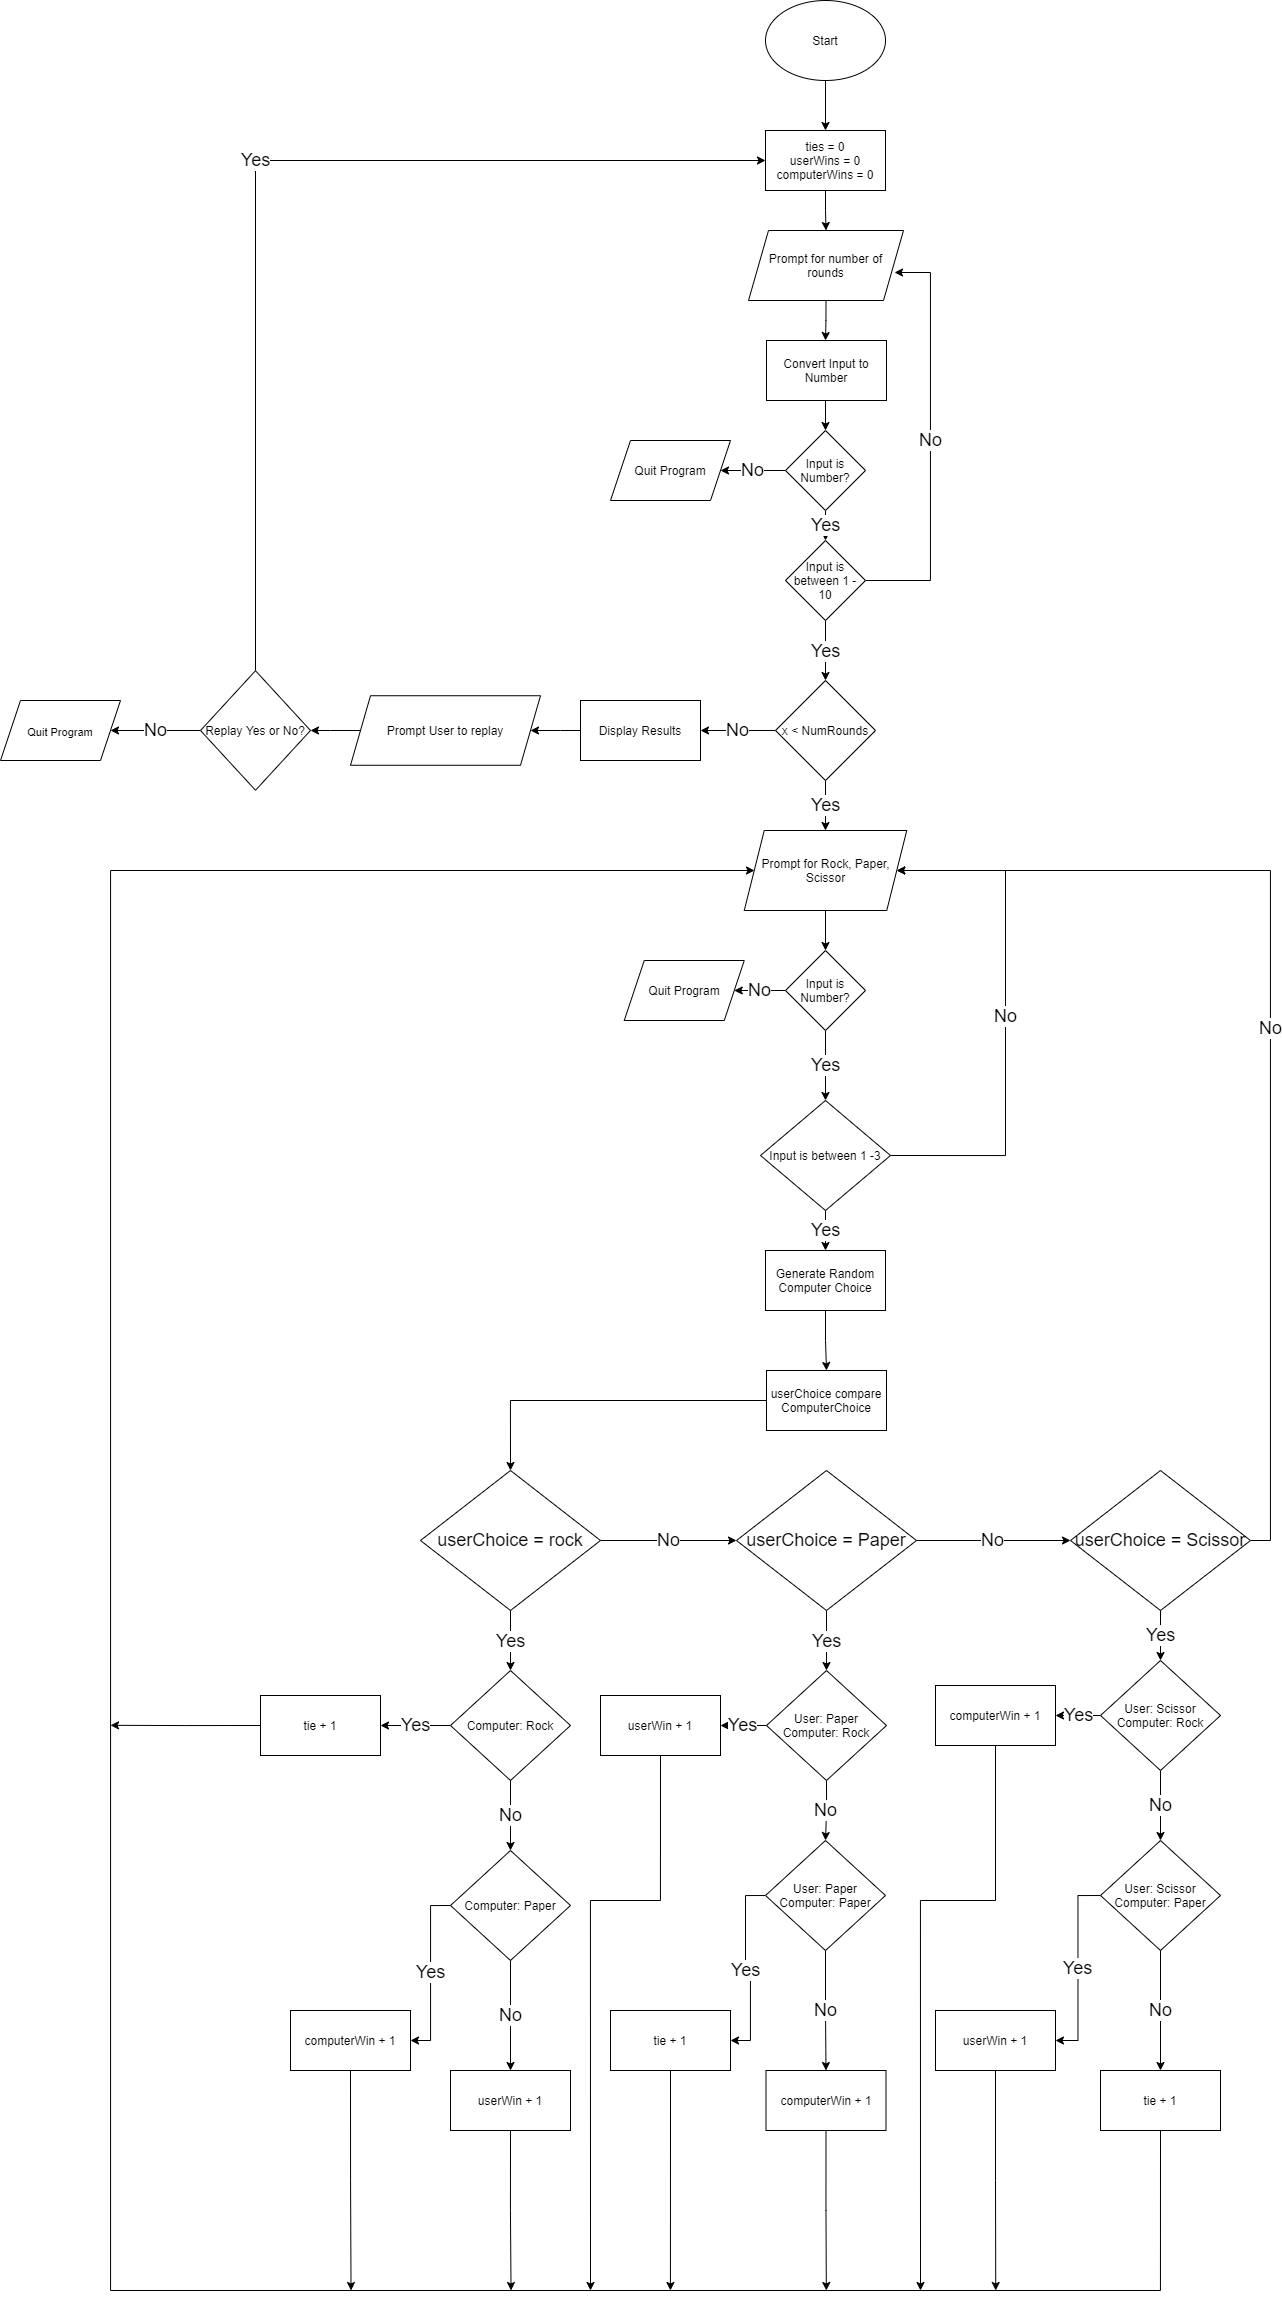 Start
ties = 0
userWins = 0
computerWins = 0
Yes
Prompt for number of
rounds
Convert Input to
Number
No
Input is
Number?
No
Quit Program
Yes
Input is
between 1 -
10
Yes
x < NumRounds
No
Display Results
Prompt User to replay
Replay Yes or No?
No
Quit Program
Yes
Prompt for Rock, Paper,
Scissor
Input is
Number?
No
Quit Program
No
No
Yes
Input is between 1 -3
Yes
Generate Random
Computer Choice
userChoice compare
ComputerChoice
userChoice = rock
No
userChoice = Paper
No
userChoice = Scissor
Yes
Yes
Yes
tie + 1
Yes
Computer: Rock
userWin + 1
Yes
User: Paper
Computer: Rock
computerWin + 1
Yes
User: Scissor
Computer: Rock
No
No
No
Computer: Paper
User: Paper
Computer: Paper
User: Scissor
Computer: Paper
Yes
Yes
Yes
No
No
No
computerWin + 1
tie + 1
userWin + 1
userWin + 1
computerWin + 1
tie + 1